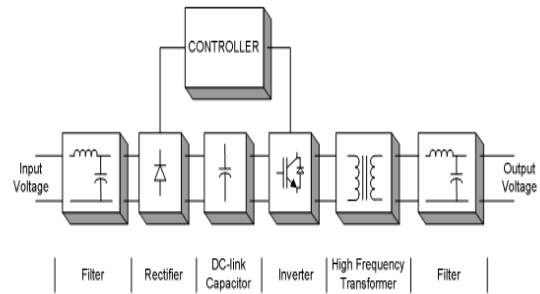 CONTROLLER
Input
Voltage
Output
Voltage
Filter
Rectifier
DC-link
Capacitor
Inverter
High Frequency
Transformer
Filter